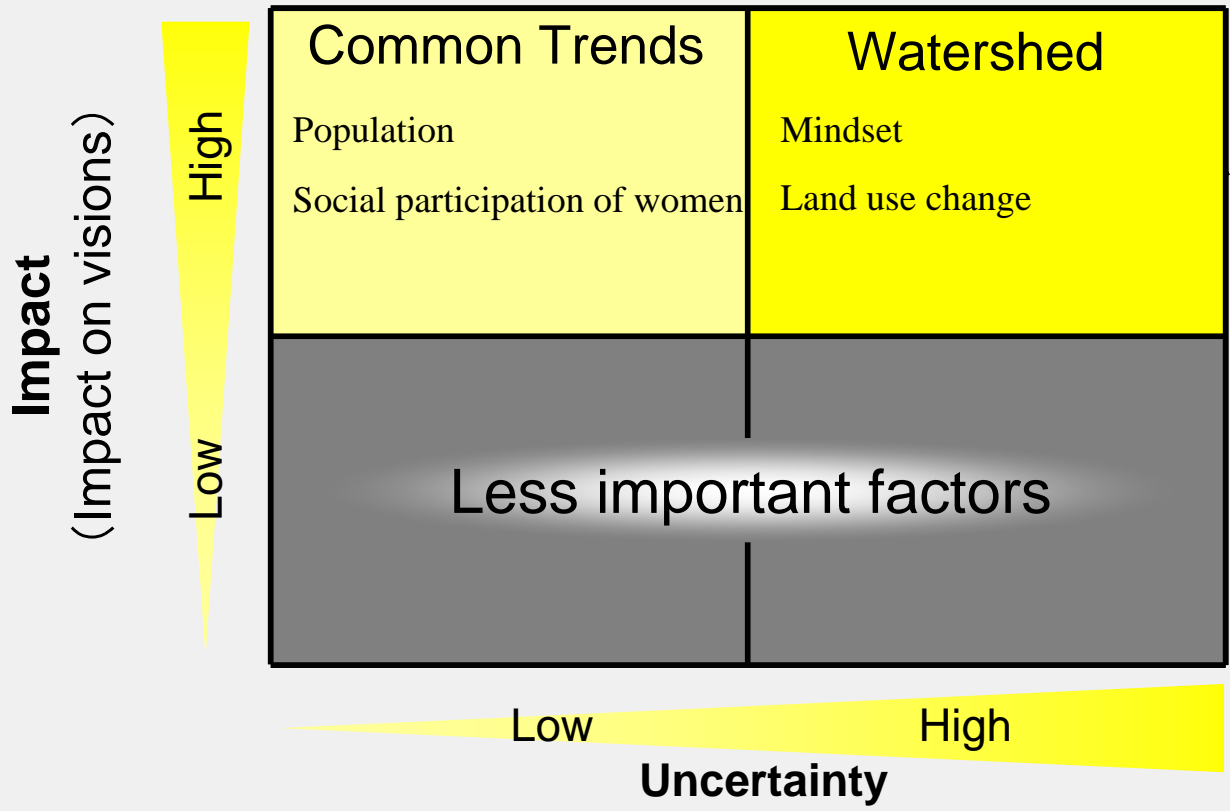 Common Trends
Population
Social participation of women
Watershed
Mindset
Land use change
Impact
（Impact on visions）
High
Low
Less important factors
Low
High
Uncertainty